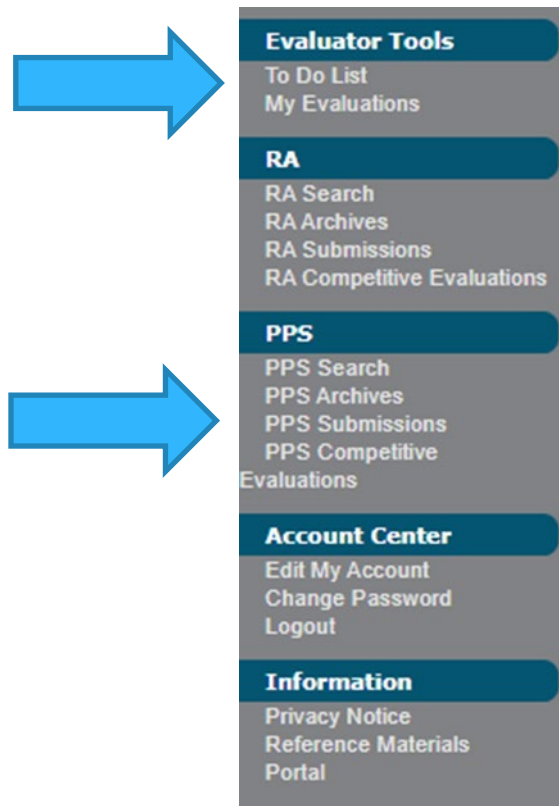 Evaluator Tools
To Do List
My Evaluations
RA
RA Search
RA Archives
RA Submissions
RA Competitive Evaluations
PPS
PPS Search
PPS Archives
PPS Submissions
PPS Competitive
Evaluations
Account Center
Edit My Account
Change Password
Logout
Information
Privacy Notice
Reference Materials
Portal